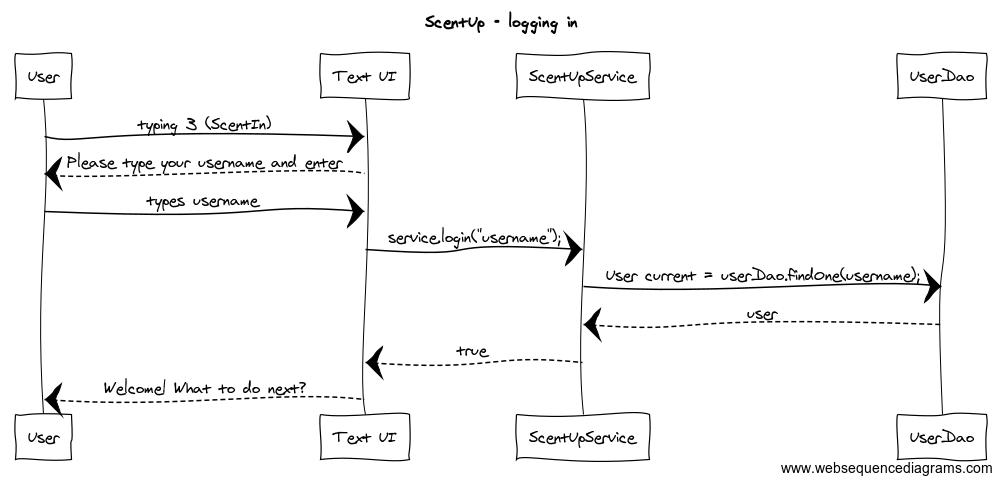 ScentUp - logging in
User
Text UI
ScentUpService
UserDao
typing 3 (ScentIn)
Please type your username and enter
types username
service.login("username");
User current = userDao.findOne(username);
user
true
Welcome! What to do next?
User
Text UI
ScentUpService
UserDao
www.websequencediagrams.com